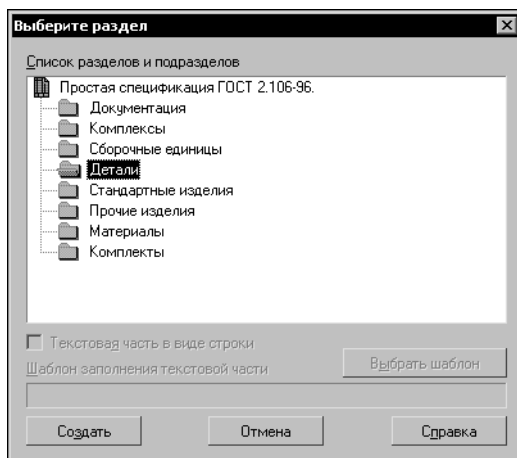 Выберите раздел
Список разделов и подразделов
Простая спецификация ГОСТ 2.106-96.
Документация
Комплексы
Сборочные единицы
Детали
Стандартные изделия
Прочие изделия
Материалы
Комплекты
Текстовая часть в виде строки
Шаблон заполнения текстовой части
Выбрать шаблон
Создать
Отмена
Справка